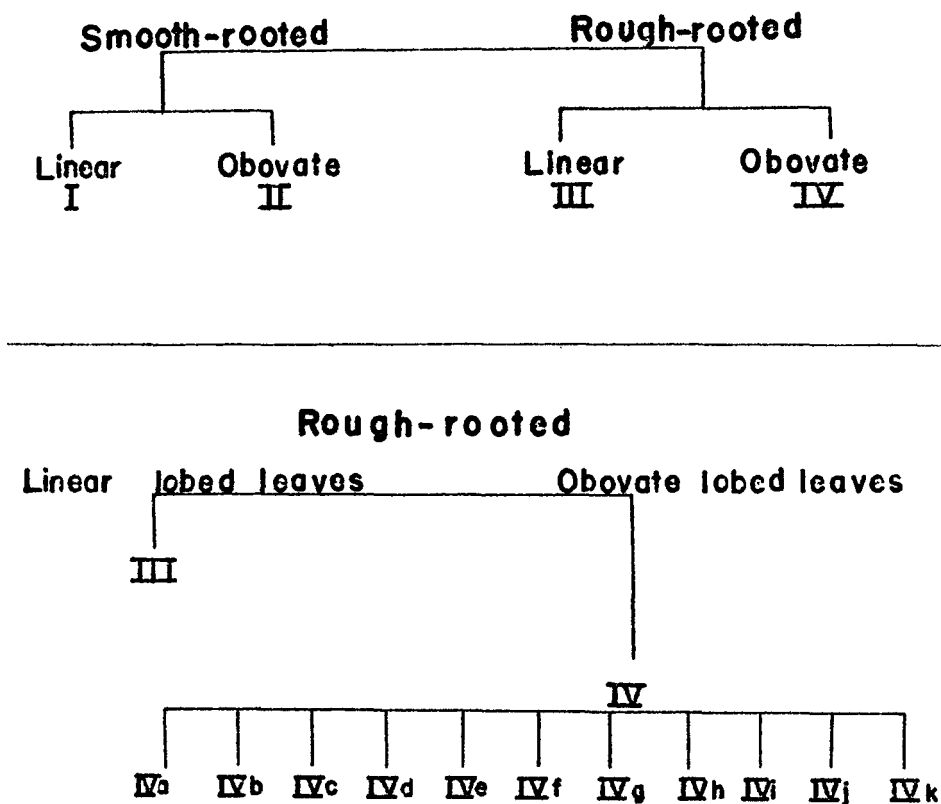 Smooth-rooted Rough-rooted
Linear Obovate Linear Obovate
I II III IV
Rough-rooted
Linear lobed leaves Obovate lobed leaves
III
IV
IVa IVb IVc IVd IVe IVf IVg IVh IVi IVj IVk